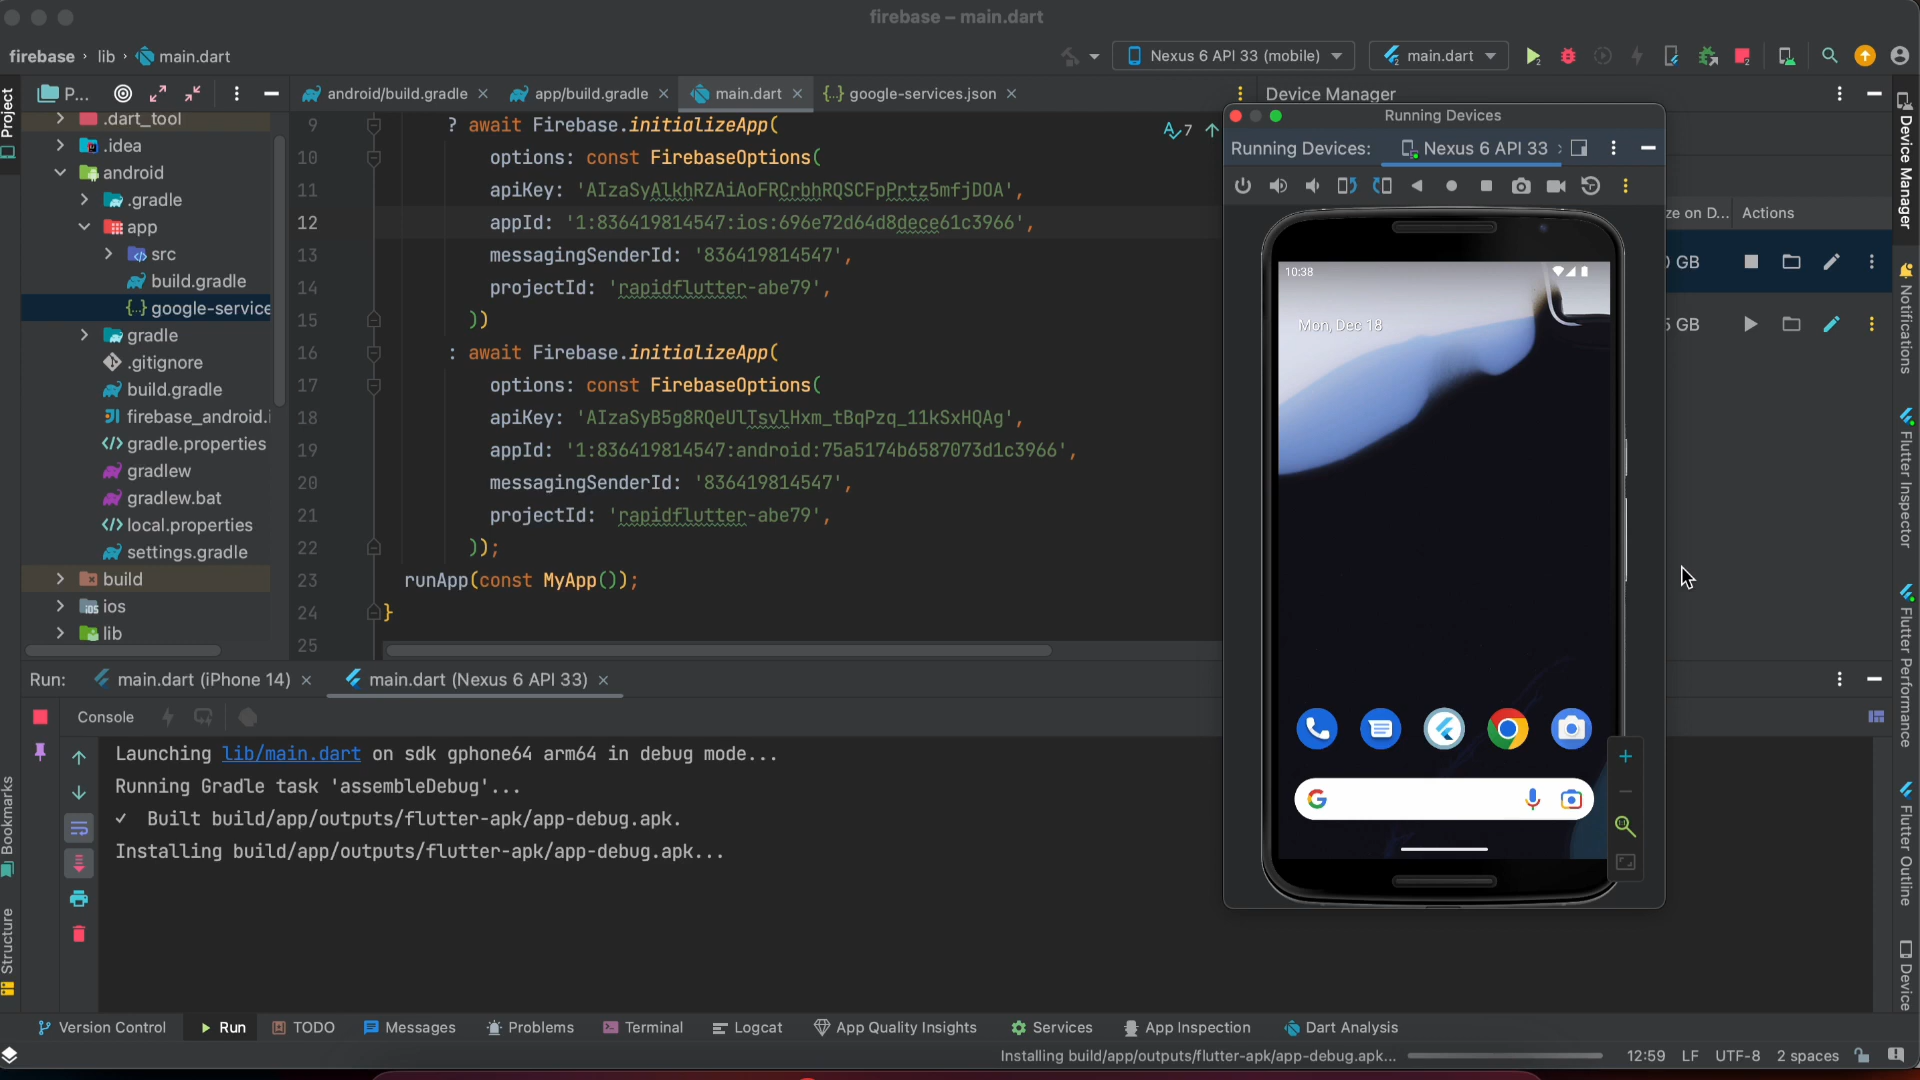 firebase – main.dart
firebase › lib › main.dart
Nexus 6 API 33 (mobile)
main.dart
P...
android/build.gradle
app/build.gradle
main.dart
google-services.json
Device Manager
Project
.dart_tool
.idea
android
.gradle
app
src
build.gradle
google-service
gradle
.gitignore
build.gradle
firebase_android.i
gradle.properties
gradlew
gradlew.bat
local.properties
settings.gradle
build
ios
lib
7
9 ? await Firebase.initializeApp(
10 options: const FirebaseOptions(
11 apiKey: 'AIzaSyAlkhRZAiAoFRCrbhRQSCFpPrtz5mfjDOA',
12 appId: '1:836419814547:ios:696e72d64d8dece61c3966',
13 messagingSenderId: '836419814547',
14 projectId: 'rapidflutter-abe79',
15 ))
16 : await Firebase.initializeApp(
17 options: const FirebaseOptions(
18 apiKey: 'AIzaSyB5g8RQeUlTsvlHxm_tBqPzq_11kSxHQAg',
19 appId: '1:836419814547:android:75a5174b6587073d1c3966',
20 messagingSenderId: '836419814547',
21 projectId: 'rapidflutter-abe79',
22 ));
23 runApp(const MyApp());
24 }
25
Running Devices
Running Devices: Nexus 6 API 33
10:38
Mon, Dec 18
ze on D... Actions
GB
5 GB
Device Manager
Notifications
Flutter Inspector
Flutter Performance
Flutter Outline
Device
Run: main.dart (iPhone 14) main.dart (Nexus 6 API 33)
Console
Launching lib/main.dart on sdk gphone64 arm64 in debug mode...
Running Gradle task 'assembleDebug'...
✓ Built build/app/outputs/flutter-apk/app-debug.apk.
Installing build/app/outputs/flutter-apk/app-debug.apk...
Bookmarks
Structure
Version Control Run TODO Messages Problems Terminal Logcat App Quality Insights Services App Inspection Dart Analysis
Installing build/app/outputs/flutter-apk/app-debug.apk... 12:59 LF UTF-8 2 spaces